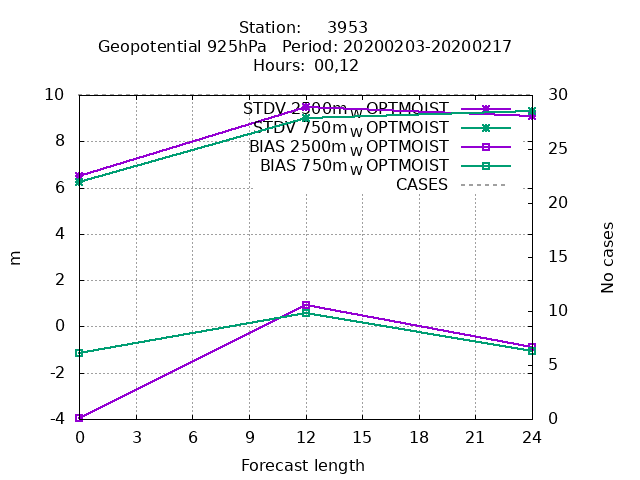 Station: 3953
Geopotential 925hPa Period: 20200203-20200217
Hours: 00,12
10
8
6
4
2
0
-2
-4
m
STDV 2500m_W OPTMOIST
STDV 750m_W OPTMOIST
BIAS 2500m_W OPTMOIST
BIAS 750m_W OPTMOIST
CASES
30
25
20
15
10
5
0
No cases
0 3 6 9 12 15 18 21 24
Forecast length